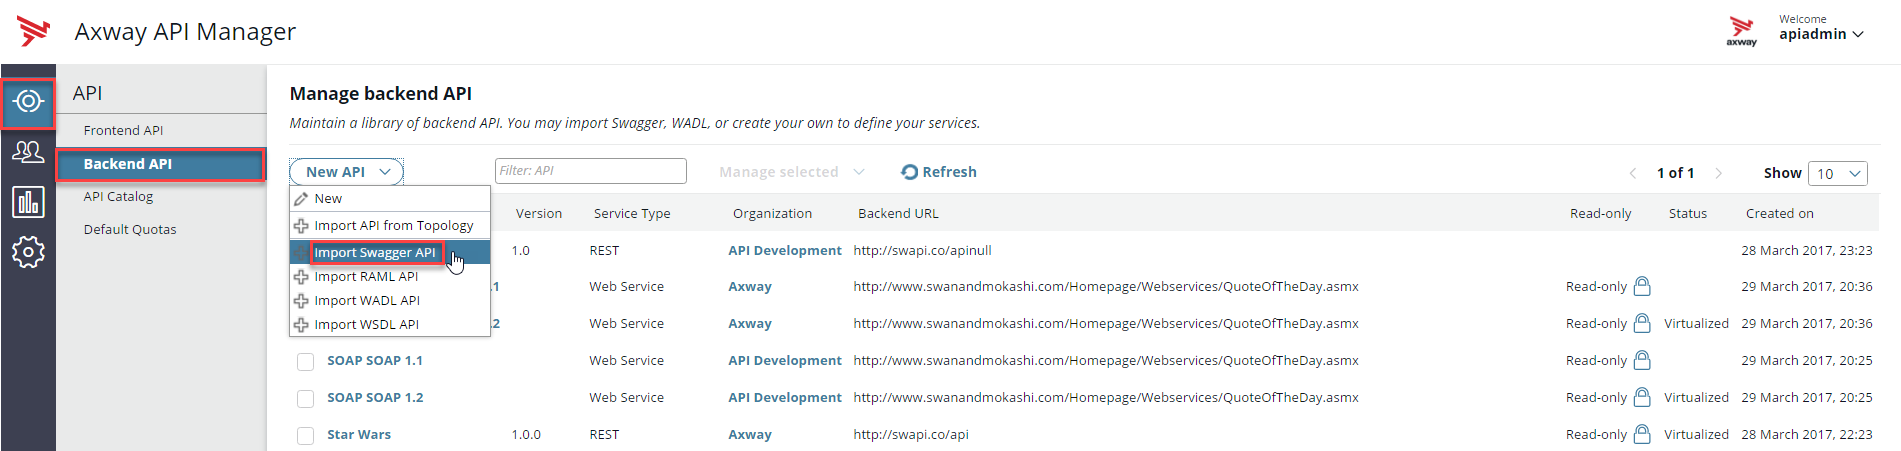 Axway API Manager
axway
Welcome
apiadmin
API
Frontend API
Backend API
API Catalog
Default Quotas
Manage backend API
Maintain a library of backend API. You may import Swagger, WADL, or create your own to define your services.
New API
Filter: API
Manage selected
Refresh
1 of 1
Show
10
New
Import API from Topology
Import Swagger API
Import RAML API
Import WADL API
Import WSDL API
Version Service Type Organization Backend URL Read-only Status Created on
1.0 REST API Development http://swapi.co/apinull 28 March 2017, 23:23
.1 Web Service Axway http://www.swanandmokashi.com/Homepage/Webservices/QuoteOfTheDay.asmx Read-only 29 March 2017, 20:36
.2 Web Service Axway http://www.swanandmokashi.com/Homepage/Webservices/QuoteOfTheDay.asmx Read-only Virtualized 29 March 2017, 20:36
SOAP SOAP 1.1 Web Service API Development http://www.swanandmokashi.com/Homepage/Webservices/QuoteOfTheDay.asmx Read-only 29 March 2017, 20:25
SOAP SOAP 1.2 Web Service API Development http://www.swanandmokashi.com/Homepage/Webservices/QuoteOfTheDay.asmx Read-only Virtualized 29 March 2017, 20:25
Star Wars 1.0.0 REST Axway http://swapi.co/api Read-only Virtualized 28 March 2017, 22:23